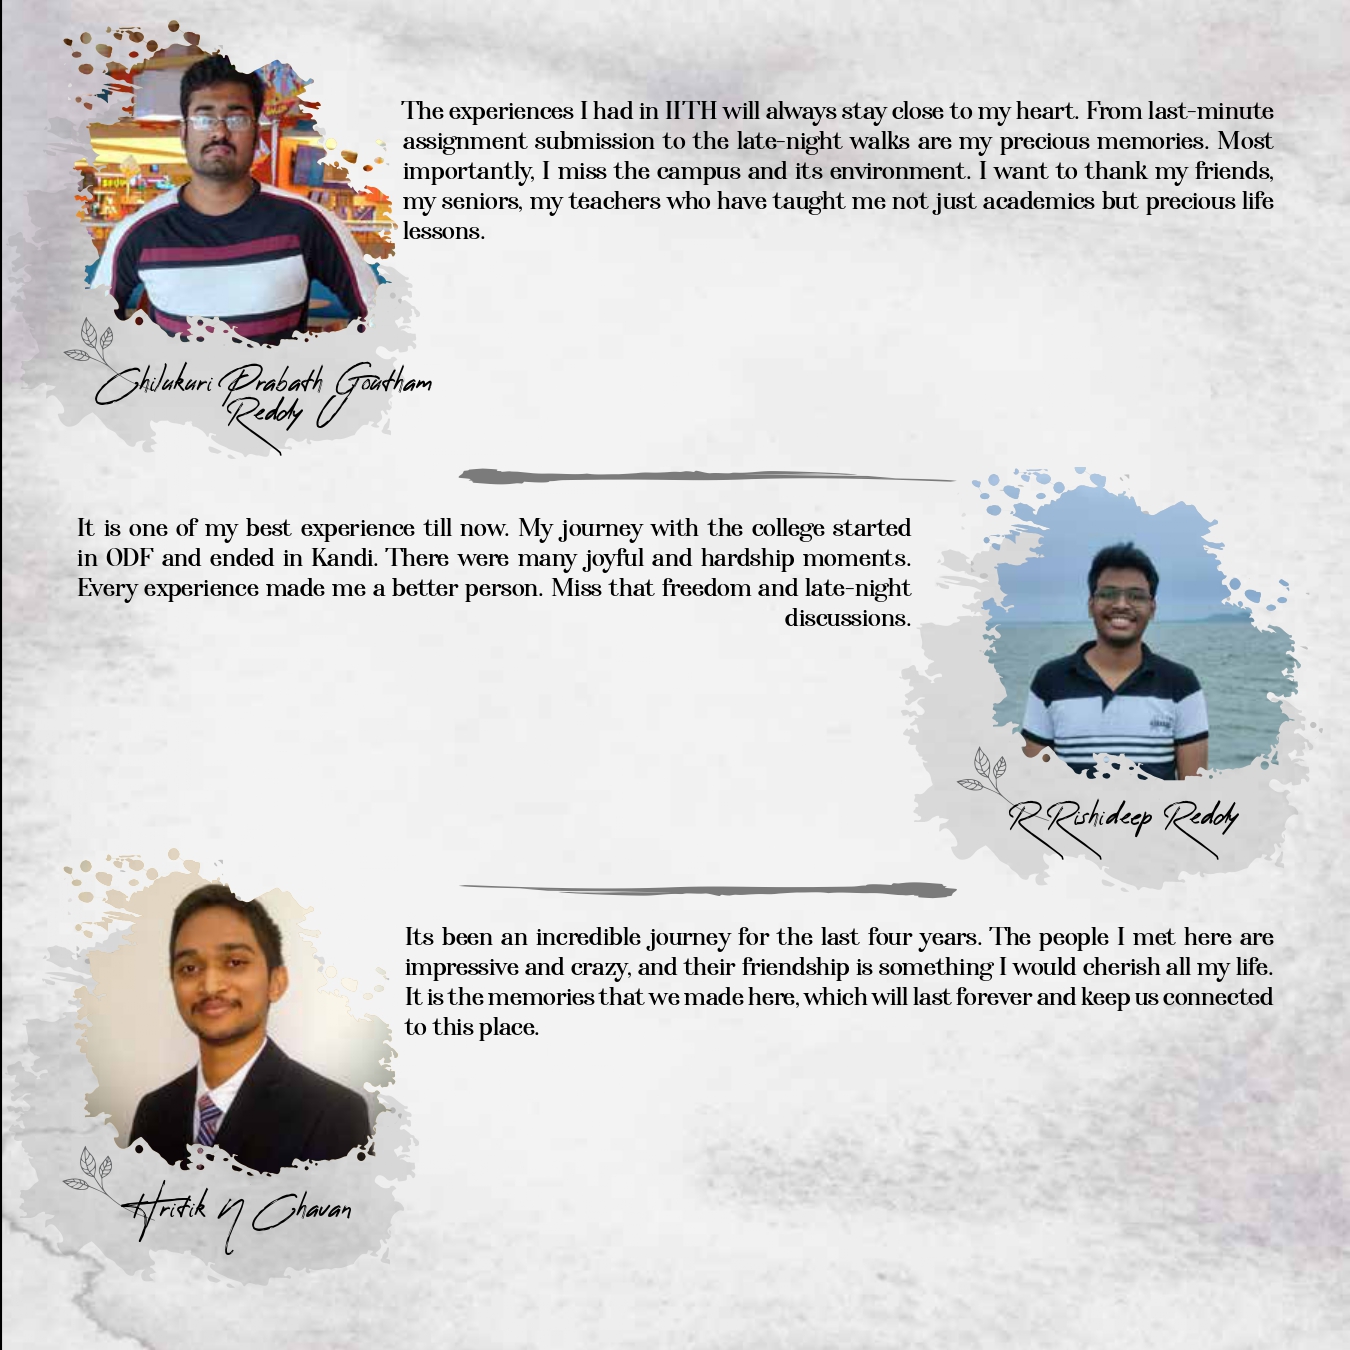 The experiences I had in IITH will always stay close to my heart. From last-minute
assignment submission to the late-night walks are my precious memories. Most
importantly, I miss the campus and its environment. I want to thank my friends,
my seniors, my teachers who have taught me not just academics but precious life
lessons.
Chilukuri Prabath Goutham
Reddy
It is one of my best experience till now. My journey with the college started
in ODF and ended in Kandi. There were many joyful and hardship moments.
Every experience made me a better person. Miss that freedom and late-night
discussions.
R Rishideep Reddy
Its been an incredible journey for the last four years. The people I met here are
impressive and crazy, and their friendship is something I would cherish all my life.
It is the memories that we made here, which will last forever and keep us connected
to this place.
Hritik N Chavan